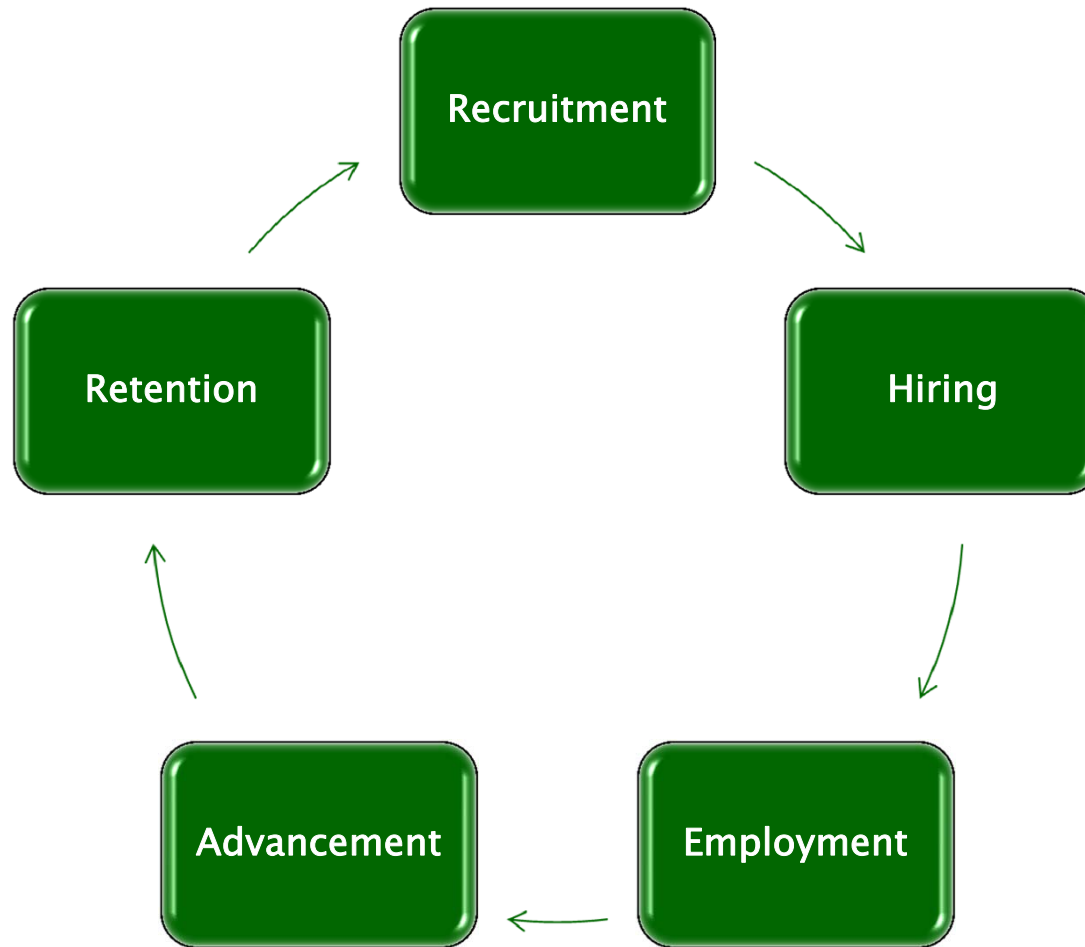 Recruitment
Hiring
Employment
Advancement
Retention